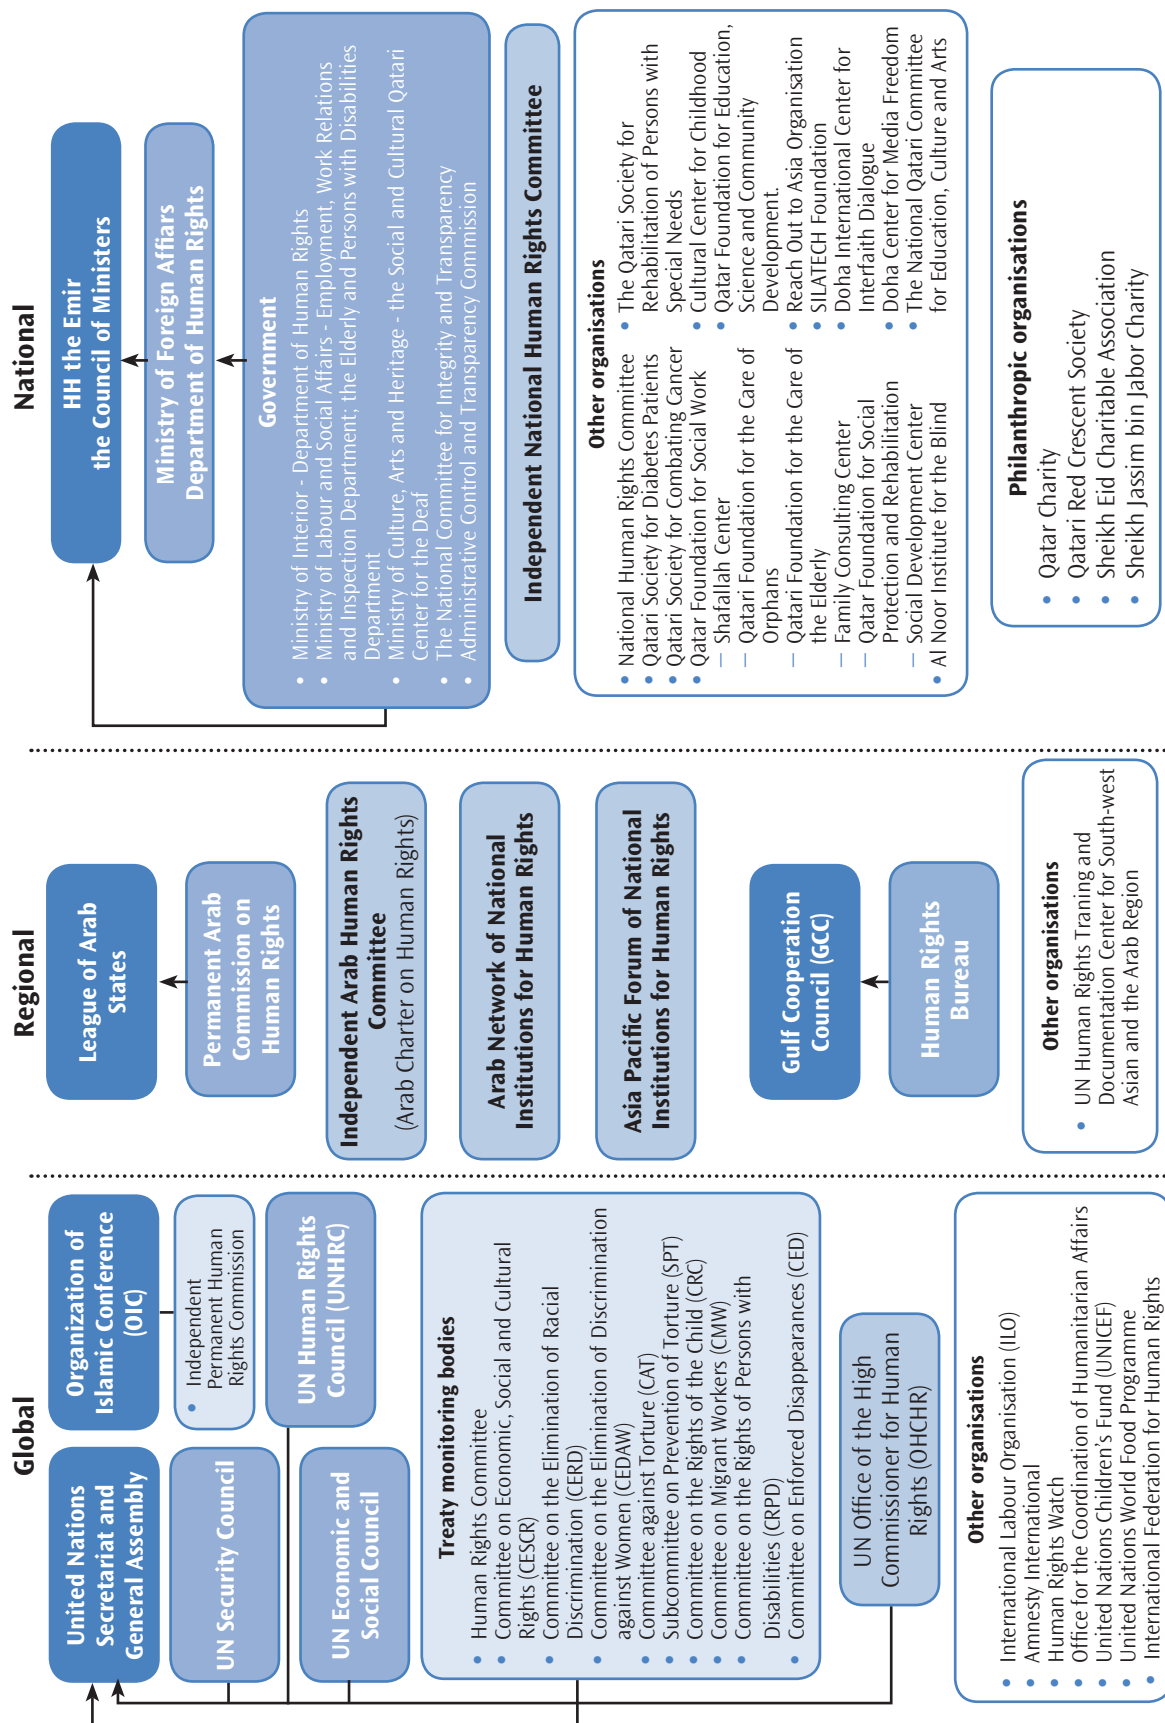 Global
United Nations
Secretariat and
General Assembly
Organization of
Islamic Conference
(OIC)
UN Security Council
• Independent
Permanent Human
Rights Commission
UN Economic and
Social Council
UN Human Rights
Council (UNHRC)
Treaty monitoring bodies
• Human Rights Committee
• Committee on Economic, Social and Cultural
Rights (CESCR)
• Committee on the Elimination of Racial
Discrimination (CERD)
• Committee on the Elimination of Discrimination
against Women (CEDAW)
• Committee against Torture (CAT)
• Subcommittee on Prevention of Torture (SPT)
• Committee on the Rights of the Child (CRC)
• Committee on Migrant Workers (CMW)
• Committee on the Rights of Persons with
Disabilities (CRPD)
• Committee on Enforced Disappearances (CED)
UN Office of the High
Commissioner for Human
Rights (OHCHR)
Other organisations
• International Labour Organisation (ILO)
• Amnesty International
• Human Rights Watch
• Office for the Coordination of Humanitarian Affairs
• United Nations Children's Fund (UNICEF)
• United Nations World Food Programme
• International Federation for Human Rights
Regional
League of Arab
States
Permanent Arab
Commission on
Human Rights
Independent Arab Human Rights
Committee
(Arab Charter on Human Rights)
Arab Network of National
Institutions for Human Rights
Asia Pacific Forum of National
Institutions for Human Rights
Gulf Cooperation
Council (GCC)
Human Rights
Bureau
Other organisations
• UN Human Rights Traning and
Documentation Center for South-west
Asian and the Arab Region
National
HH the Emir
the Council of Ministers
Ministry of Foreign Affiars
Department of Human Rights
Government
• Ministry of Interior - Department of Human Rights
• Ministry of Labour and Social Affairs - Employment, Work Relations
and Inspection Department; the Elderly and Persons with Disabilities
Department
• Ministry of Culture, Arts and Heritage - the Social and Cultural Qatari
Center for the Deaf
• The National Committee for Integrity and Transparency
• Administrative Control and Transparency Commission
Independent National Human Rights Committee
Other organisations
• National Human Rights Committee
• Qatari Society for Diabetes Patients
• Qatari Society for Combating Cancer
• Qatar Foundation for Social Work
– Shafallah Center
– Qatari Foundation for the Care of
Orphans
– Qatari Foundation for the Care of
the Elderly
– Family Consulting Center
– Qatar Foundation for Social
Protection and Rehabilitation
– Social Development Center
• Al Noor Institute for the Blind
• The Qatari Society for
Rehabilitation of Persons with
Special Needs
• Cultural Center for Childhood
• Qatar Foundation for Education,
Science and Community
Development.
• Reach Out to Asia Organisation
• SILATECH Foundation
• Doha International Center for
Interfaith Dialogue
• Doha Center for Media Freedom
• The National Qatari Committee
for Education, Culture and Arts
Philanthropic organisations
• Qatar Charity
• Qatari Red Crescent Society
• Sheikh Eid Charitable Association
• Sheikh Jassim bin Jabor Charity